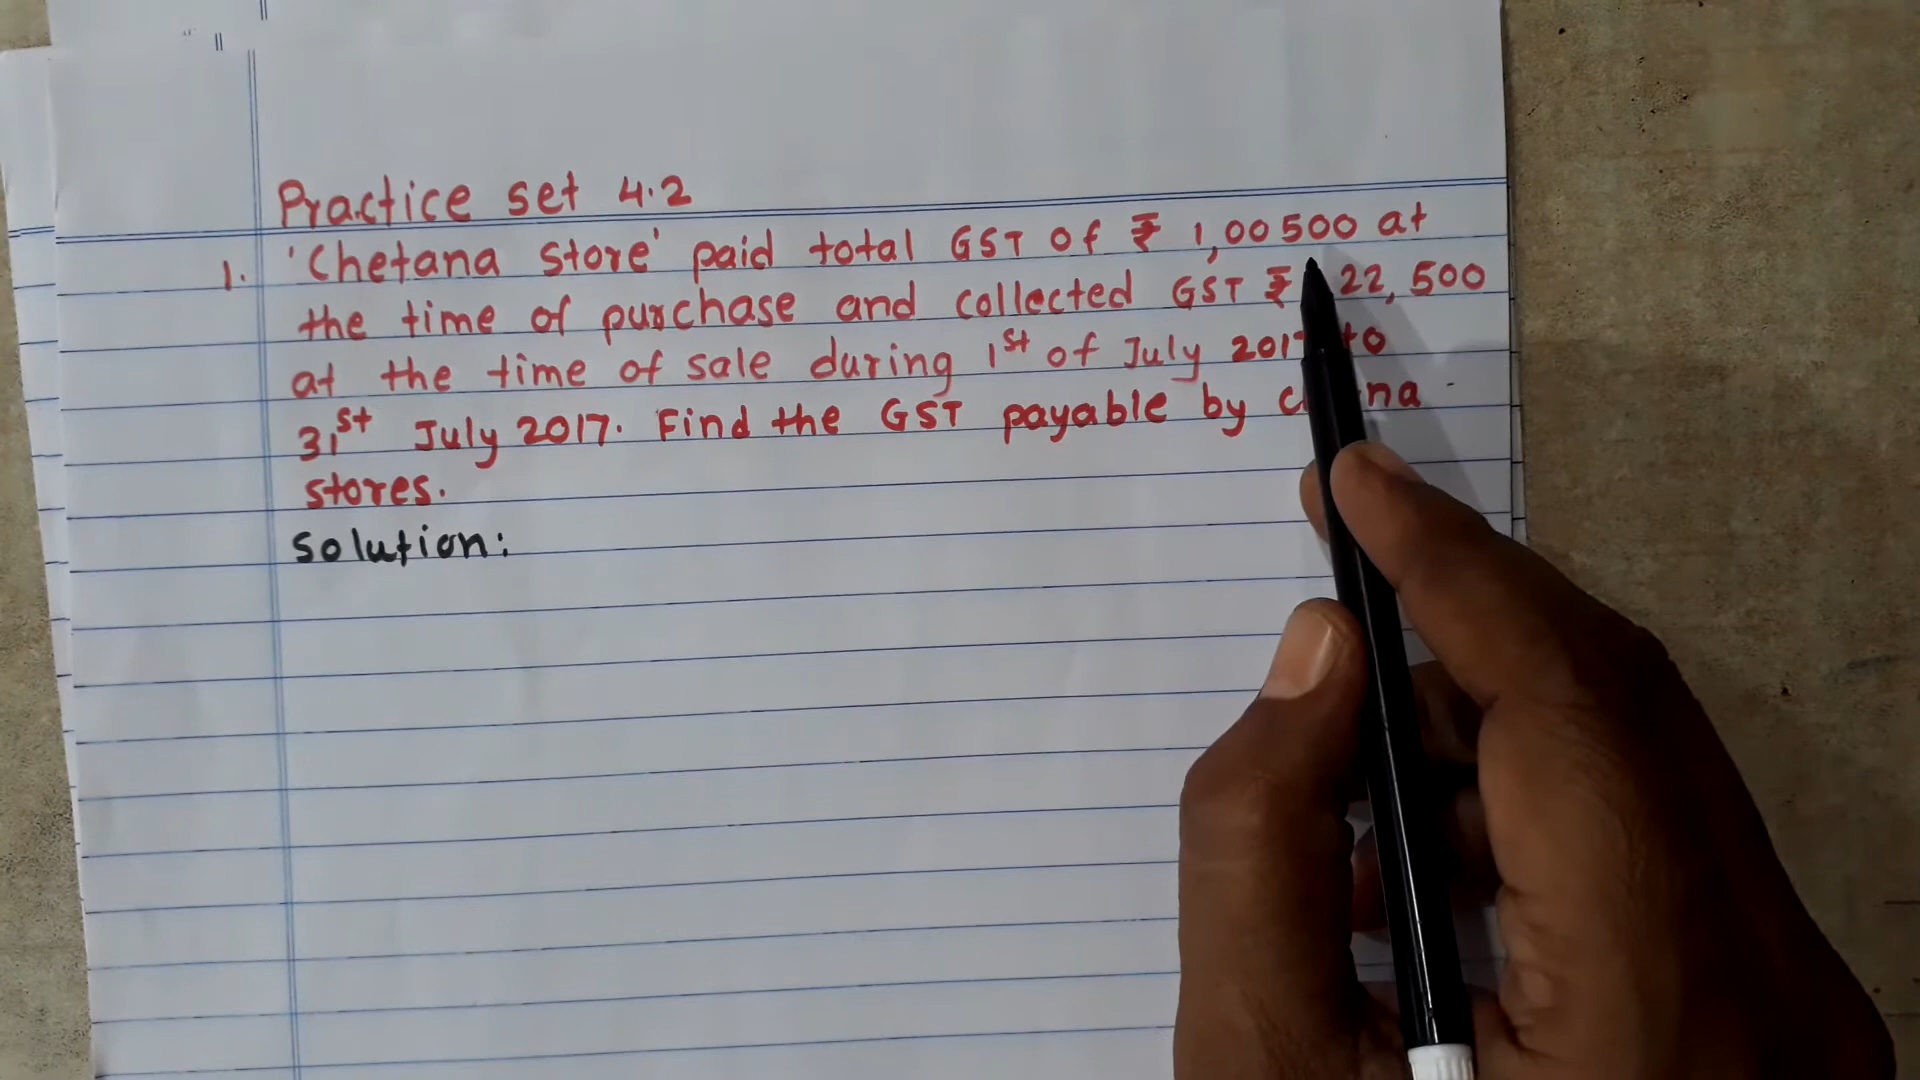 Practice set 4.2
1. 'Chetana store' paid total GST of ₹ 1,00500 at
the time of purchase and collected GST ₹ 22,500
at the time of sale during 1st of July 201 to
31st July 2017. Find the GST payable by
stores.
solution: